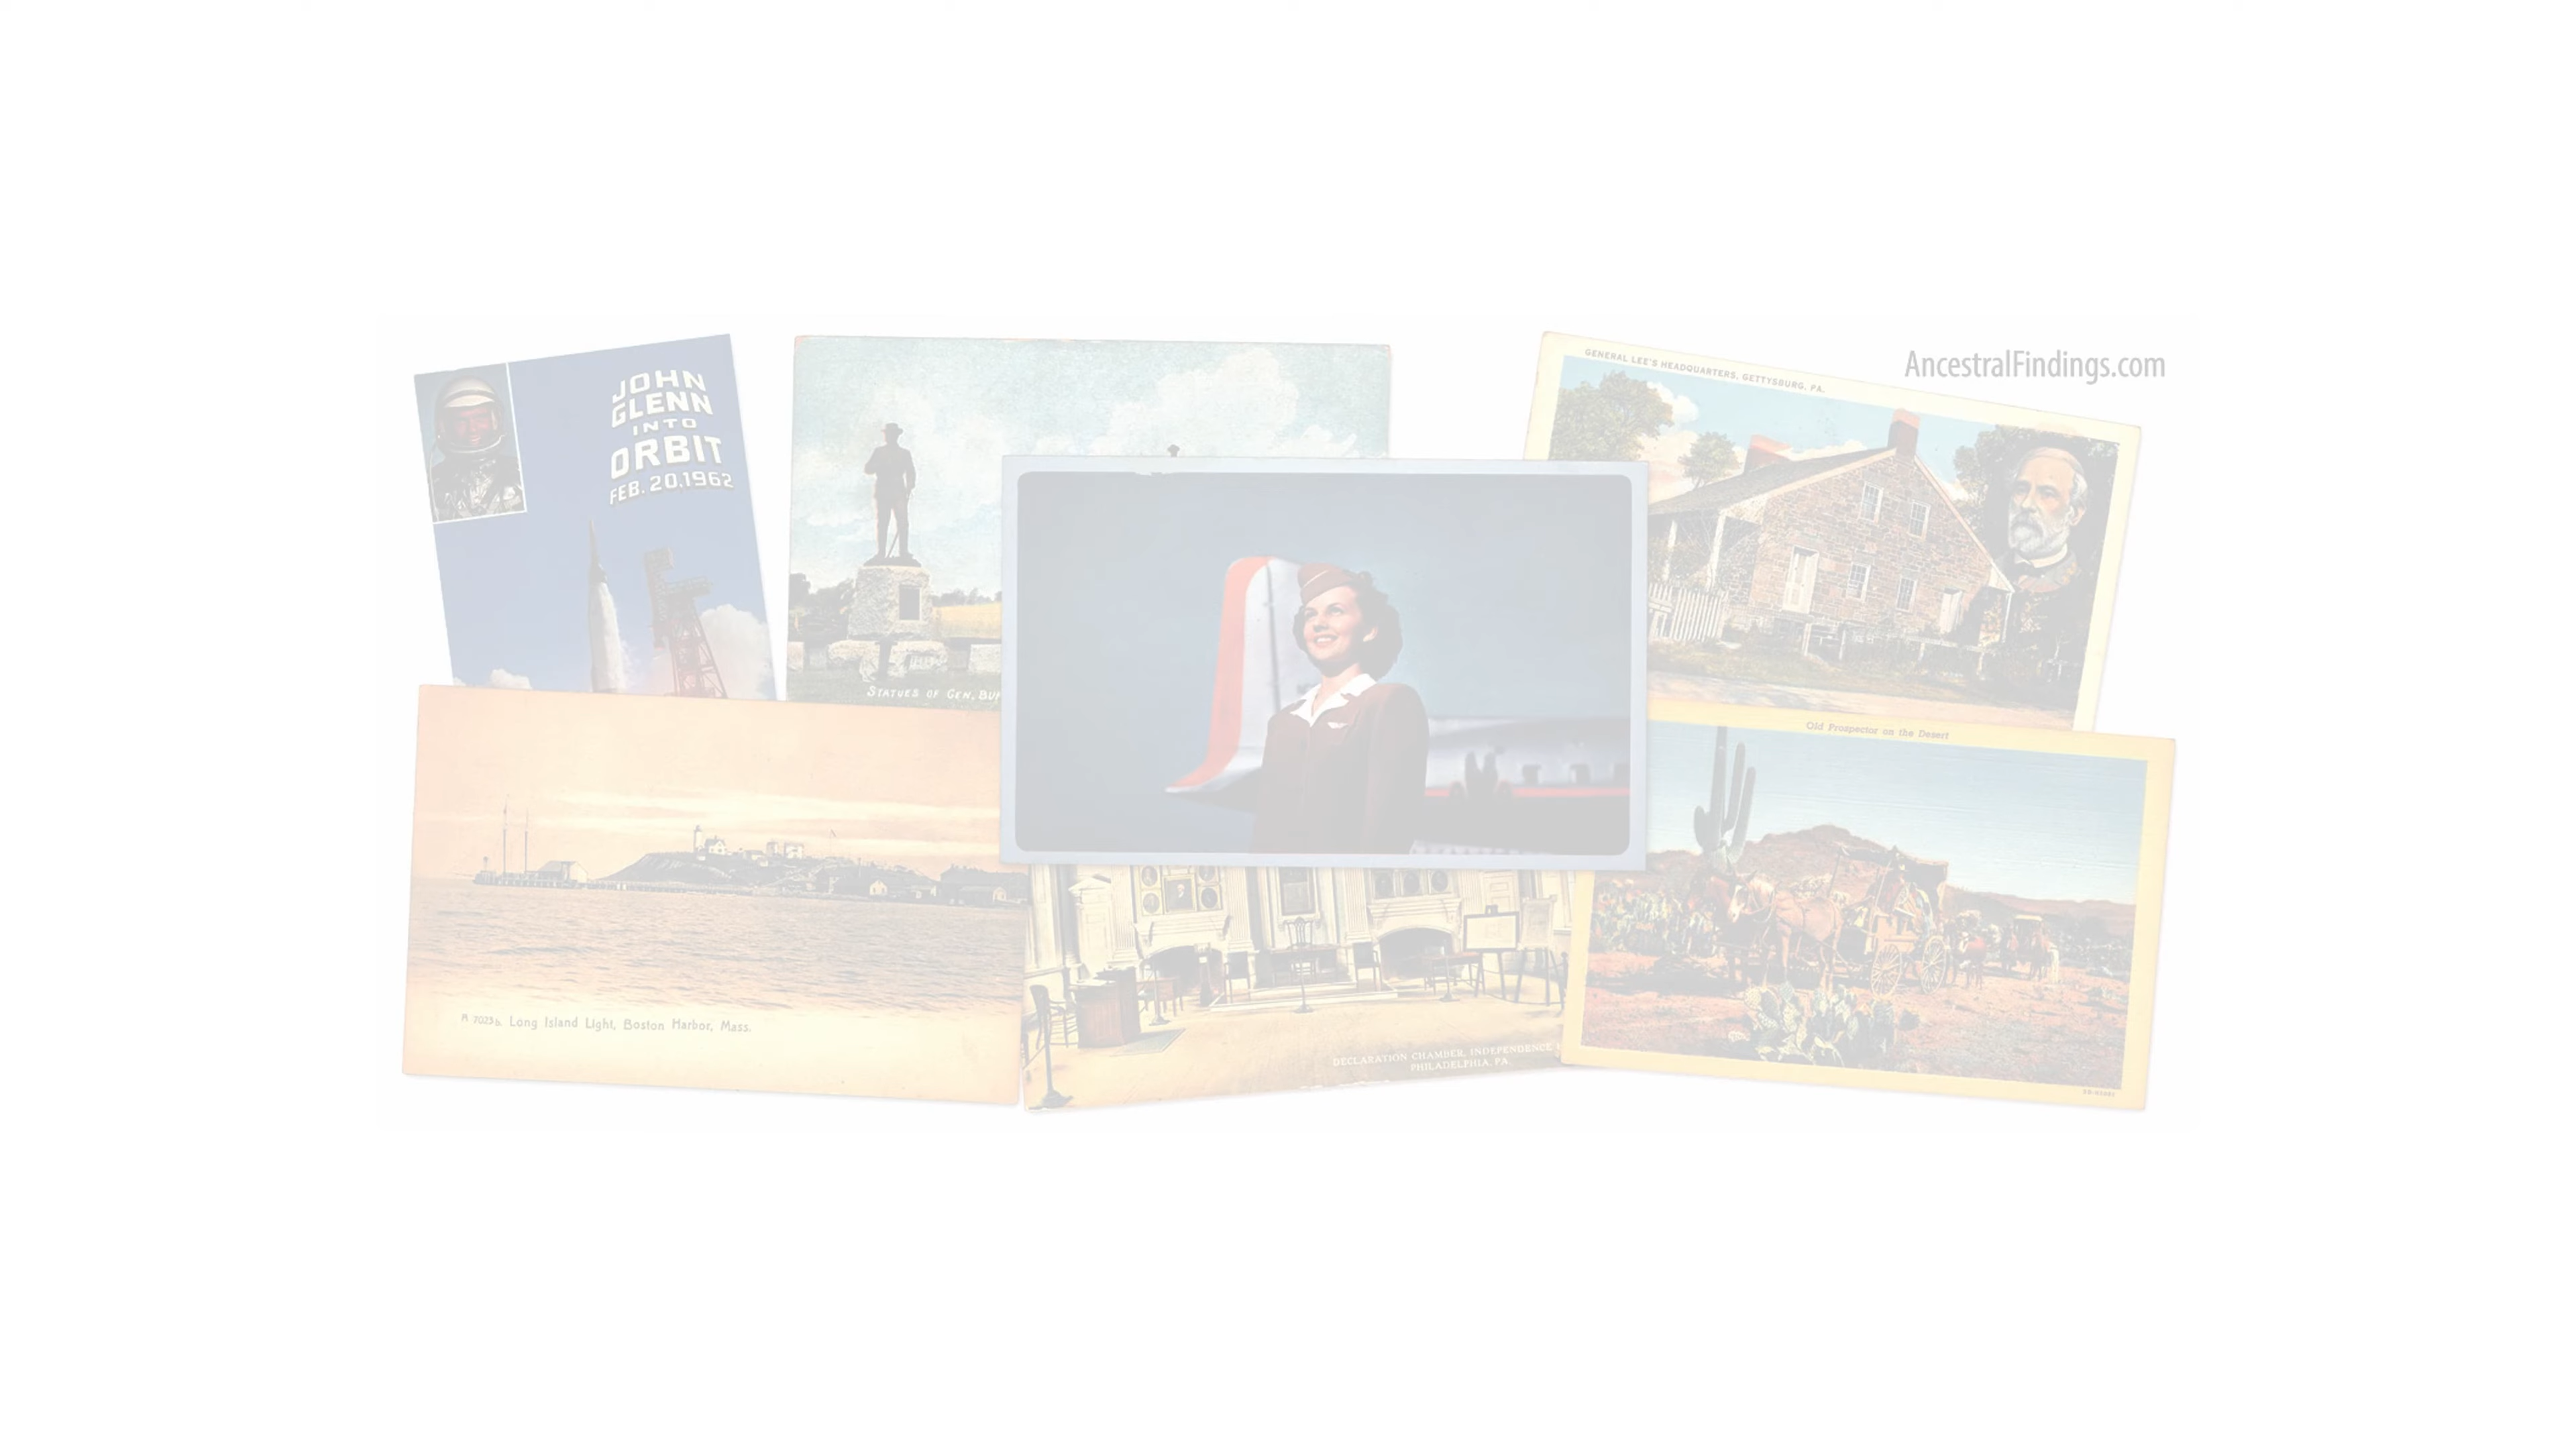 JOHN
GLENN
INTO
ORBIT
FEB. 20, 1962
STATUES OF GEN. BUF
GENERAL LEE'S HEADQUARTERS, GETTYSBURG, PA.
AncestralFindings.com
Old Prospector on the Desert
Long Island Light, Boston Harbor, Mass.
DECLARATION CHAMBER, INDEPENDENCE
PHILADELPHIA, PA.